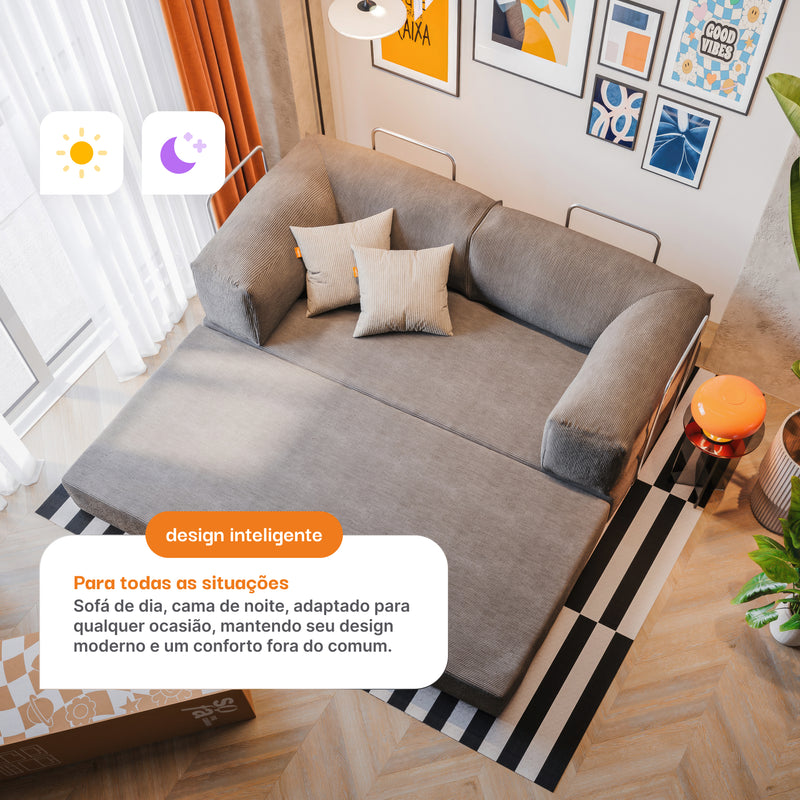 AIXA
GOOD
VIBES
design inteligente
Para todas as situações
Sofá de dia, cama de noite, adaptado para
qualquer ocasião, mantendo seu design
moderno e um conforto fora do comum.